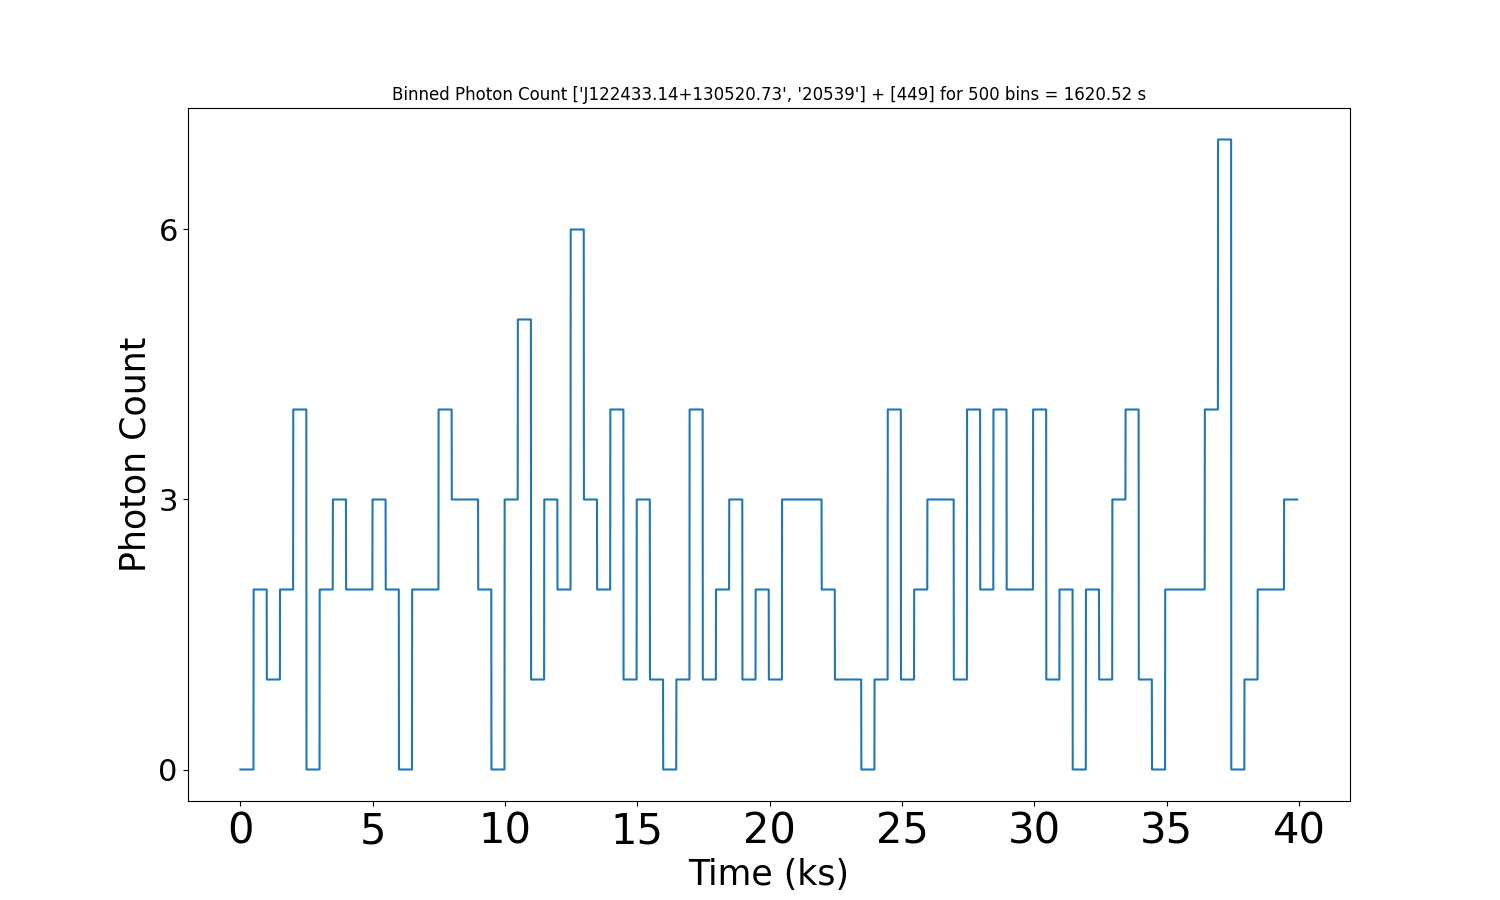 Binned Photon Count ['J122433.14+130520.73', '20539'] + [449] for 500 bins = 1620.52 s
6
3
0
Photon Count
0 5 10 15 20 25 30 35 40
Time (ks)